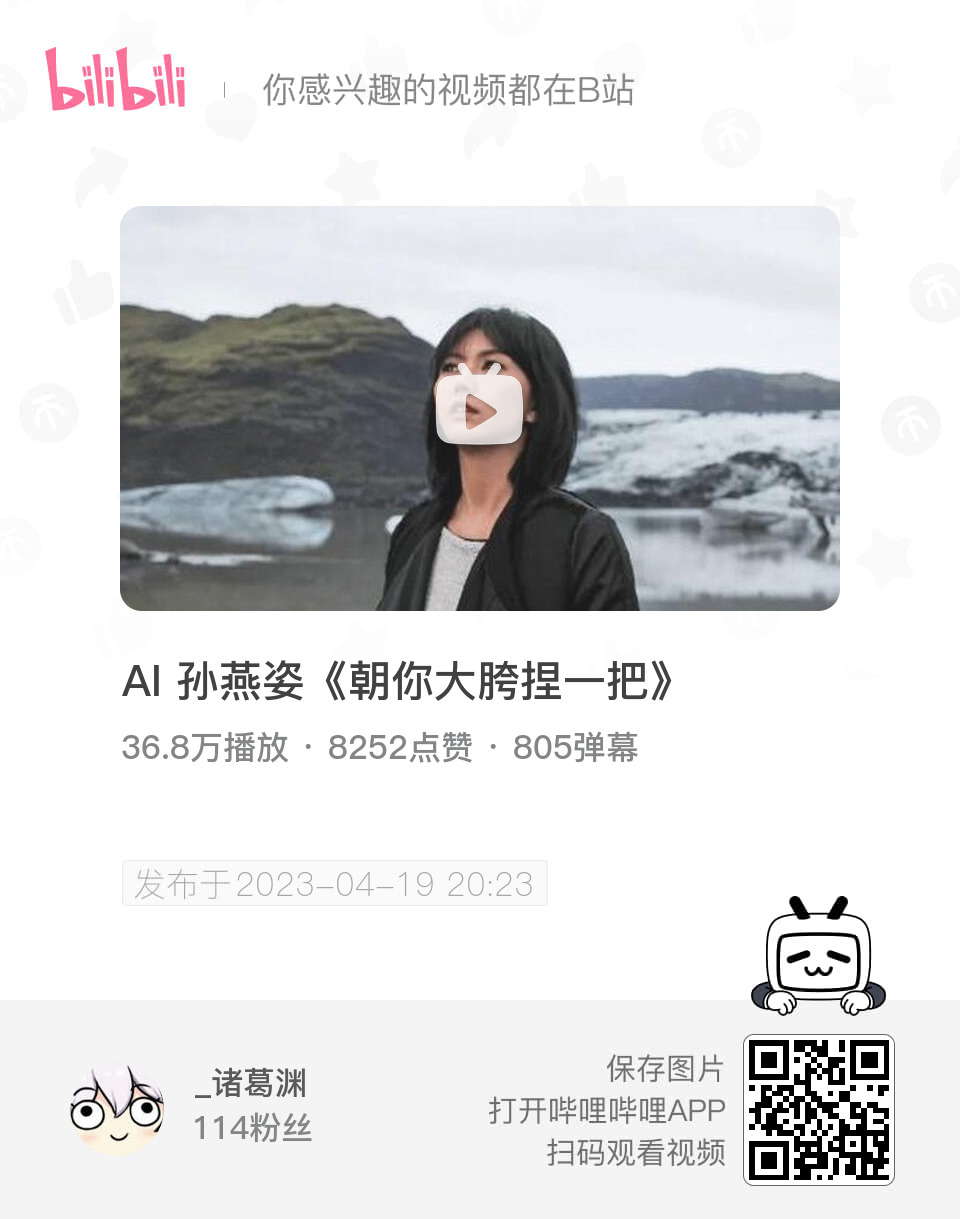 bilibili
你感兴趣的视频都在B站
AI 孙燕姿《朝你大胯捏一把》
36.8万播放 · 8252点赞 · 805弹幕
发布于2023-04-19 20:23
_诸葛渊
114粉丝
保存图片
打开哔哩哔哩APP
扫码观看视频